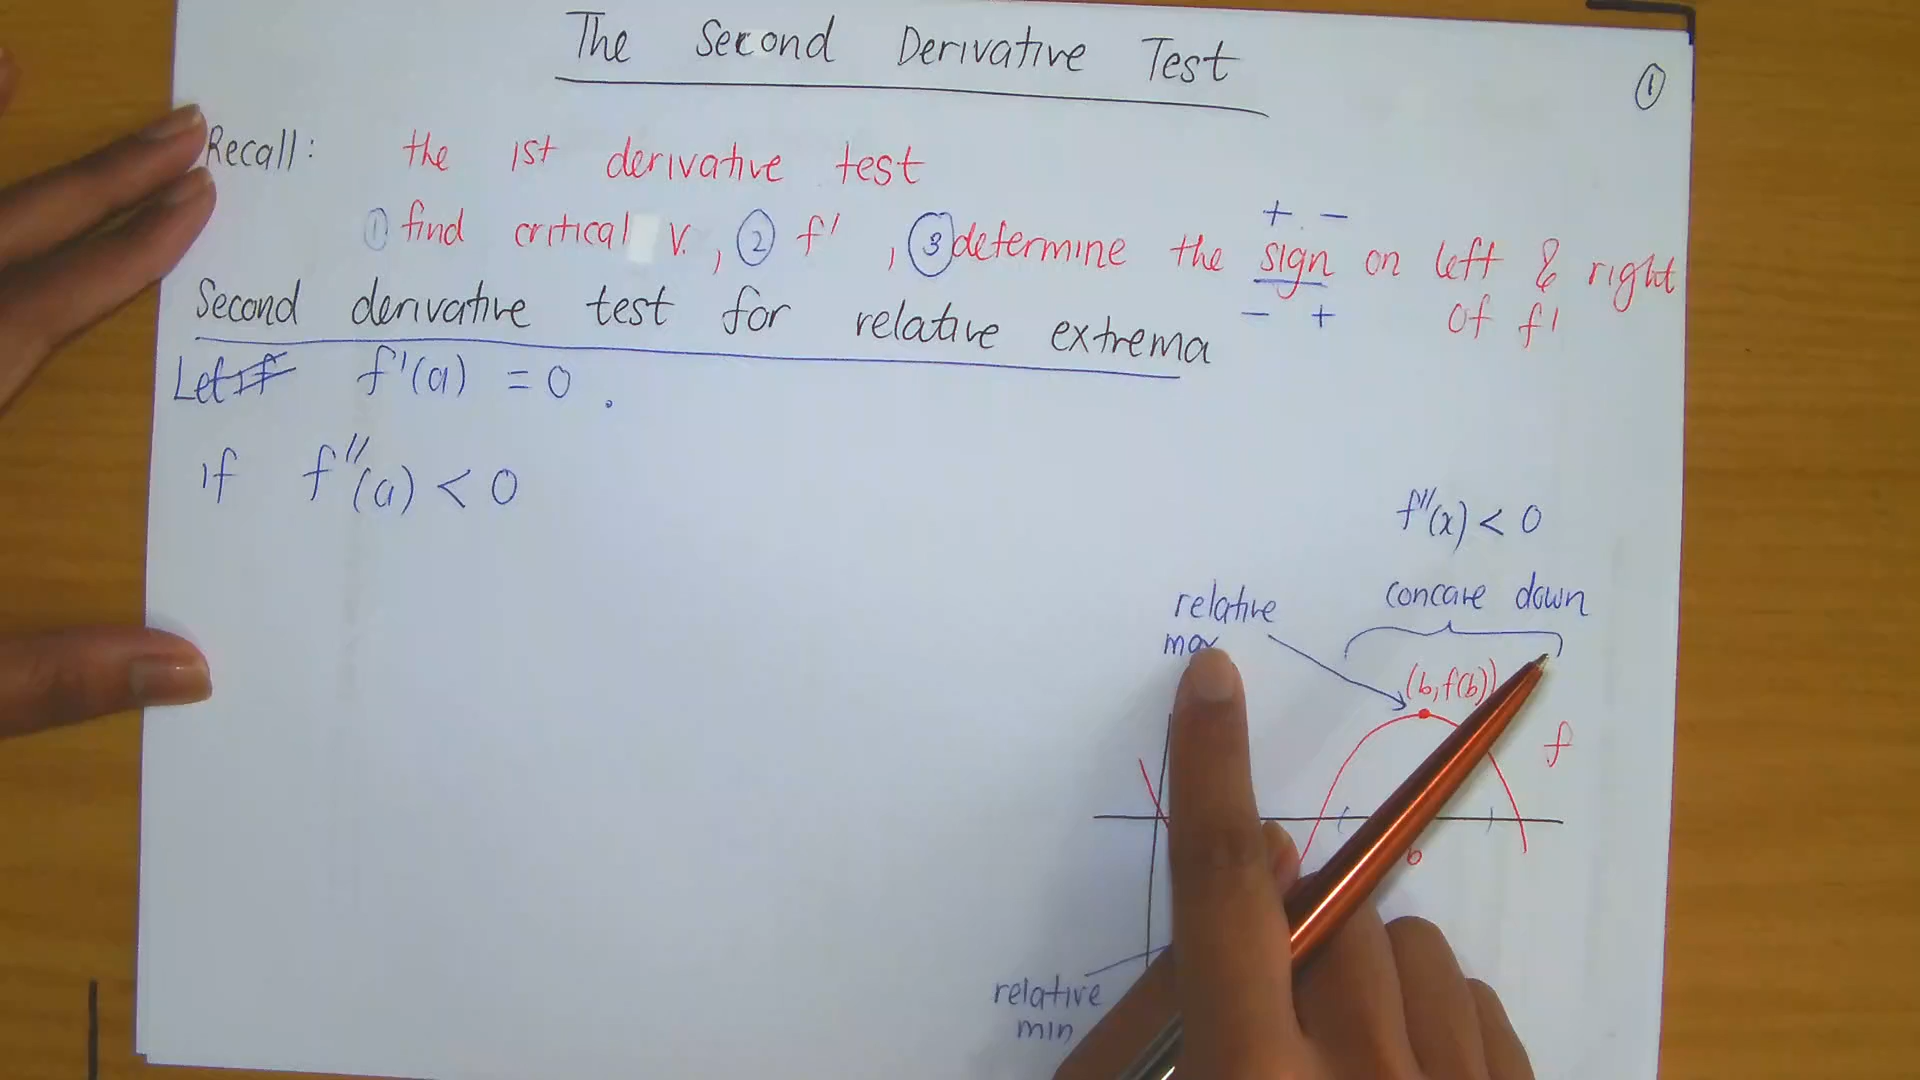 The Second Derivative Test
①
Recall: the 1st derivative test
① find critical v. , ② f' , ③ determine the sign on left & right
+ -
- + of f'
Second derivative test for relative extrema
Let f'(a) = 0 .
If f''(a) < 0
f''(x) < 0
concave down
relative
max
(b, f(b))
f
b
relative
min